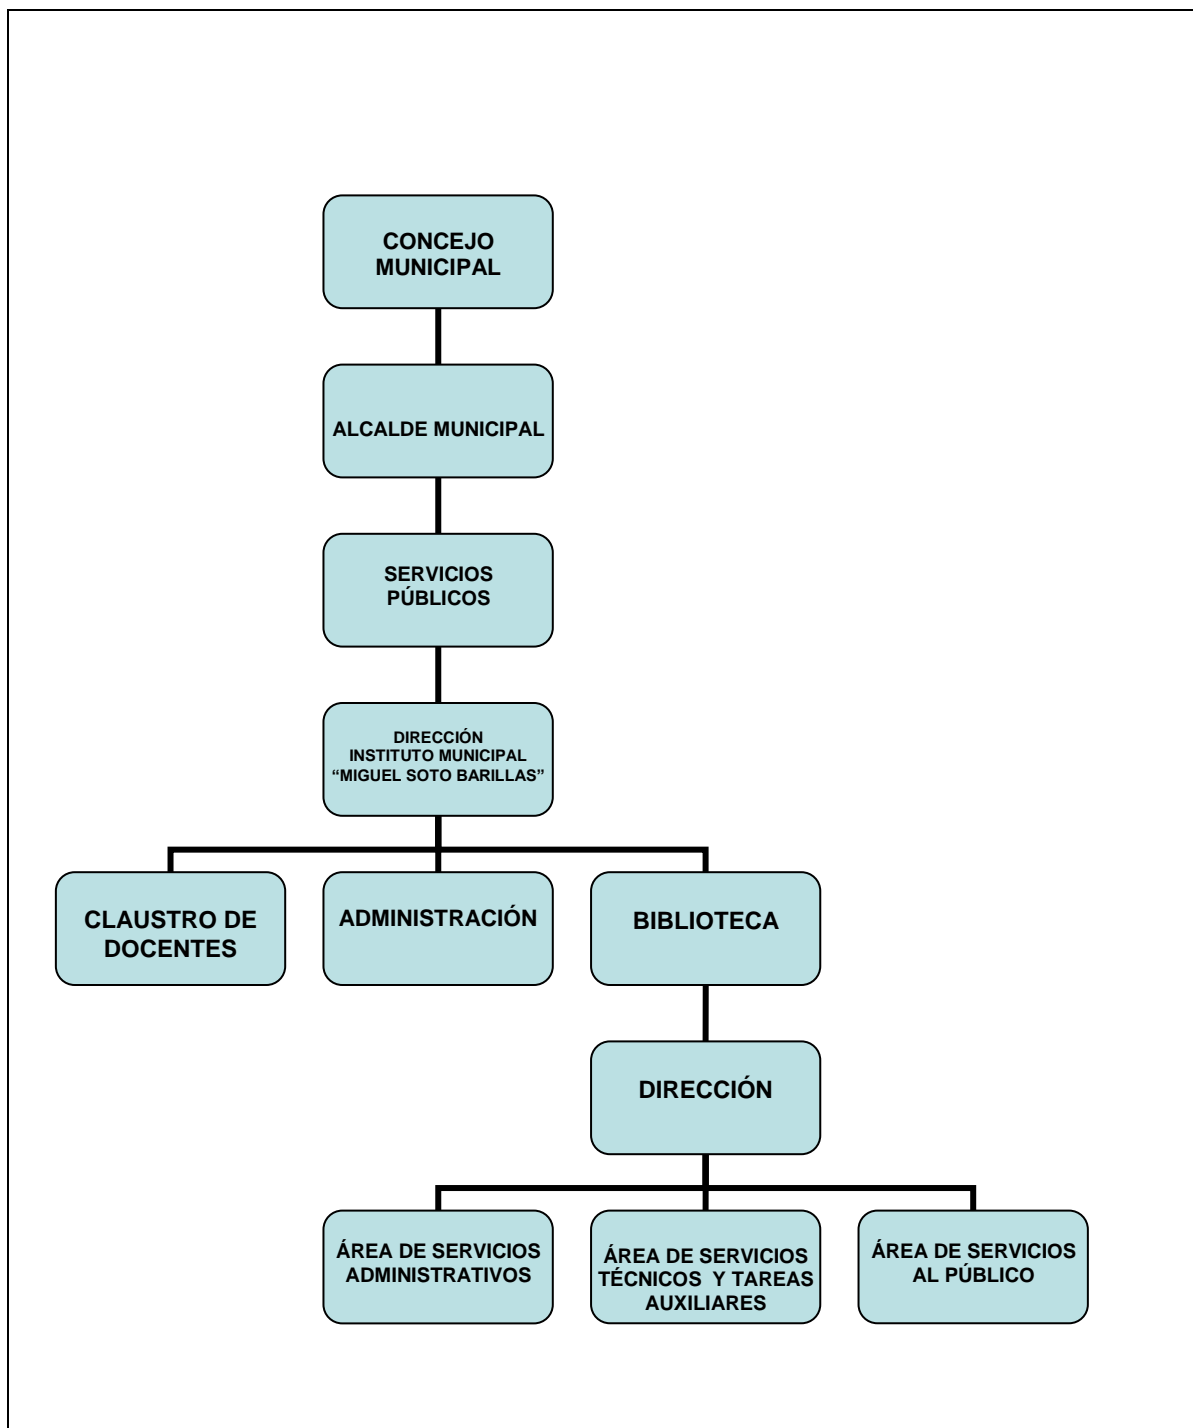 CONCEJO
MUNICIPAL
ALCALDE MUNICIPAL
SERVICIOS
PÚBLICOS
DIRECCIÓN
INSTITUTO MUNICIPAL
“MIGUEL SOTO BARILLAS”
CLAUSTRO DE
DOCENTES
ADMINISTRACIÓN
BIBLIOTECA
DIRECCIÓN
ÁREA DE SERVICIOS
ADMINISTRATIVOS
ÁREA DE SERVICIOS
TÉCNICOS Y TAREAS
AUXILIARES
ÁREA DE SERVICIOS
AL PÚBLICO